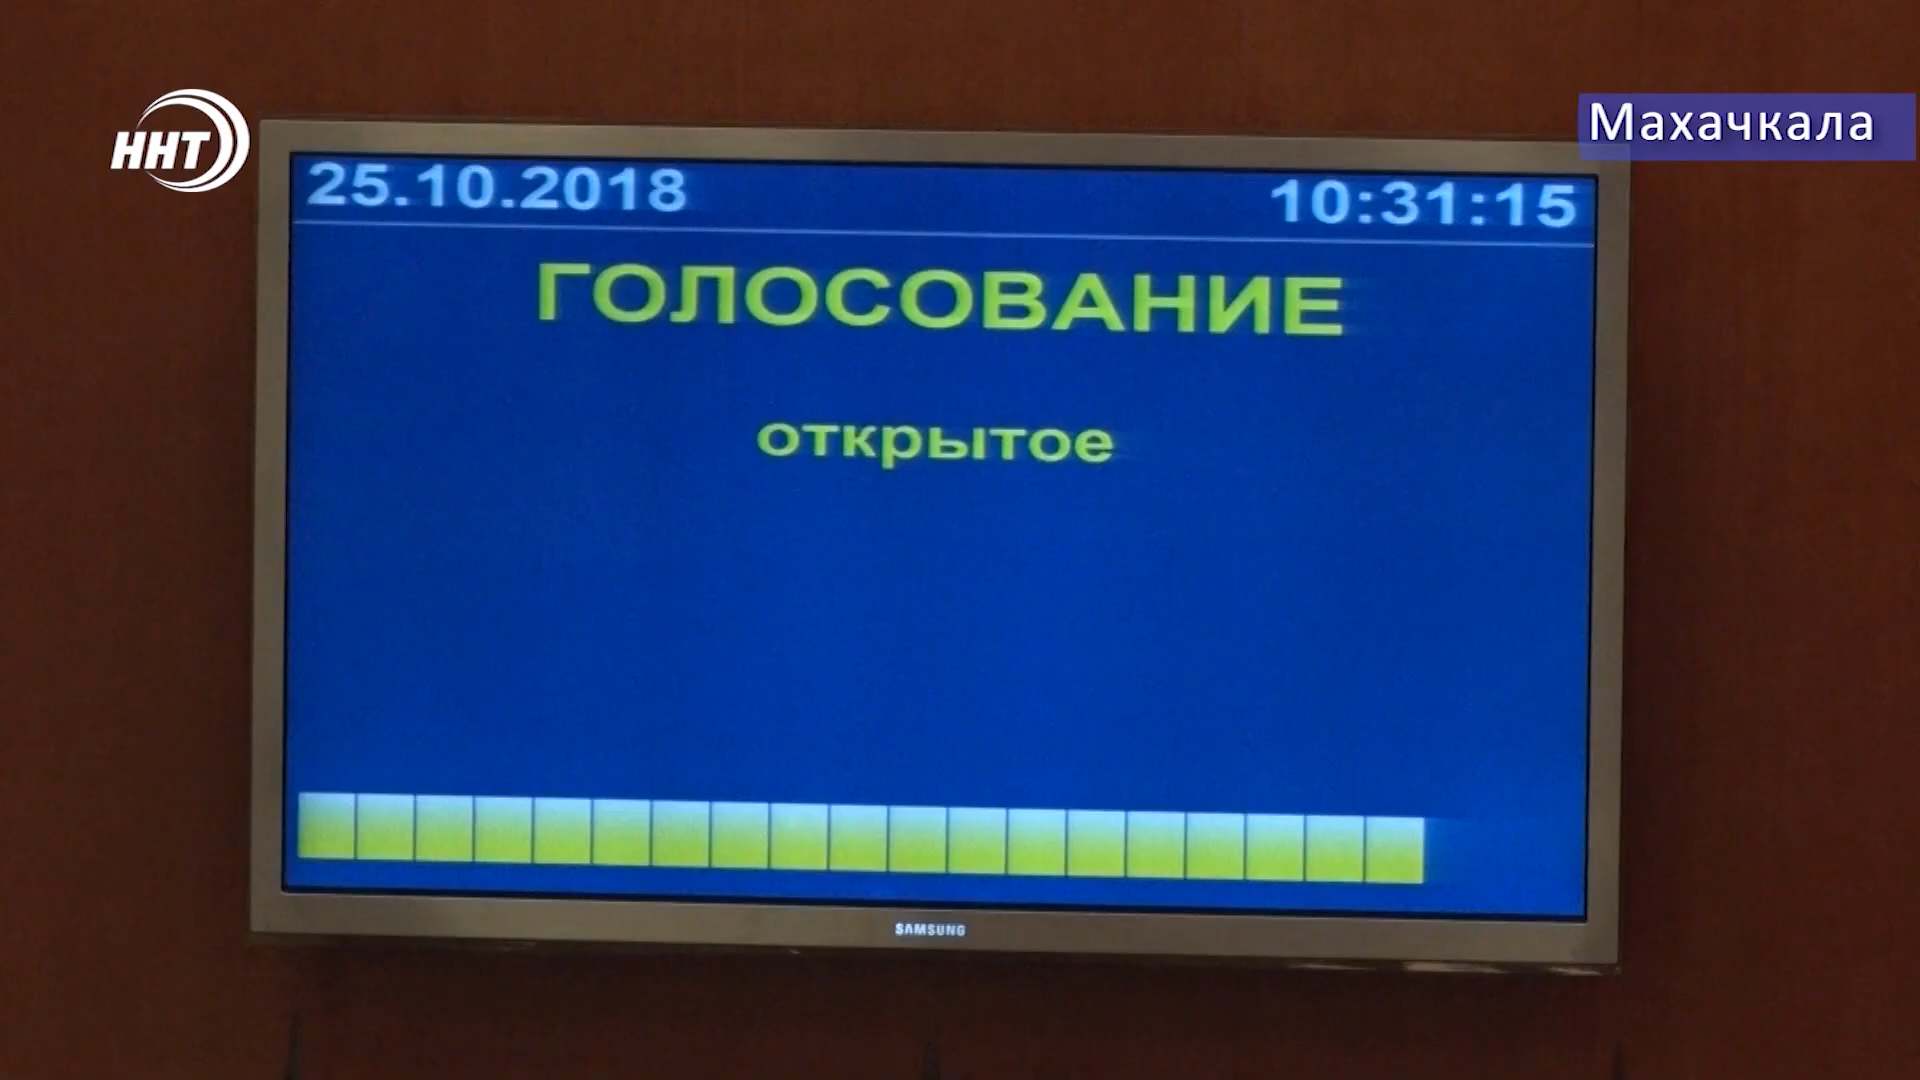 ННТ
Махачкала
25.10.2018 10:31:15
ГОЛОСОВАНИЕ
открытое
SAMSUNG